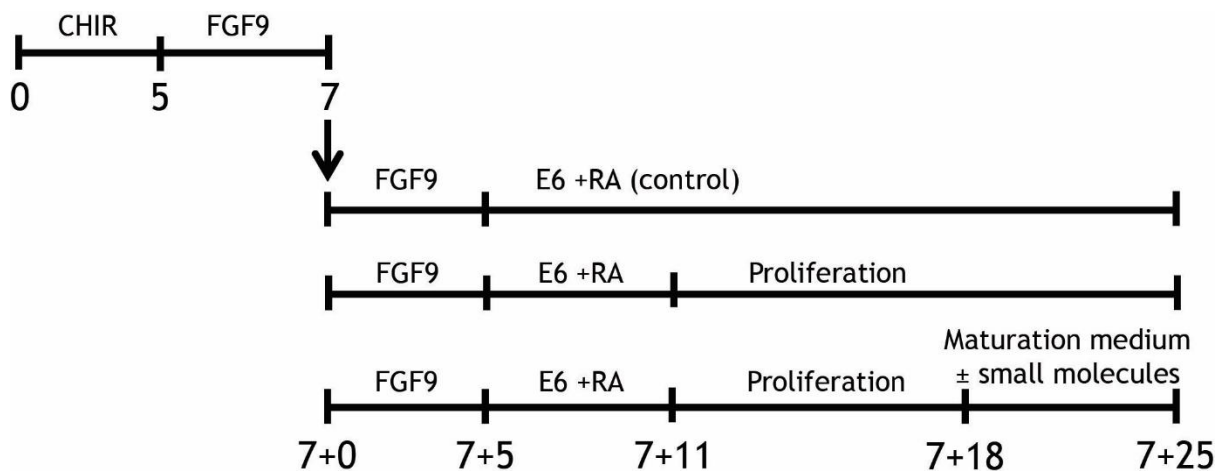 CHIR FGF9
0 5 7
FGF9 E6 +RA (control)
FGF9 E6 +RA Proliferation
Maturation medium
FGF9 E6 +RA Proliferation ± small molecules
7+0 7+5 7+11 7+18 7+25